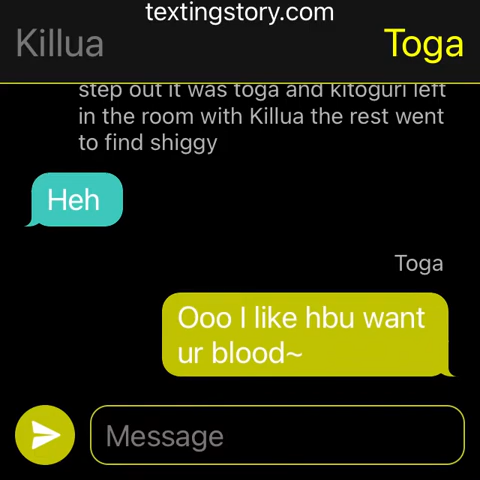 textingstory.com
Killua
Toga
step out it was toga and kitoguri left
in the room with Killua the rest went
to find shiggy
Heh
Toga
Ooo I like hbu want
ur blood~
Message